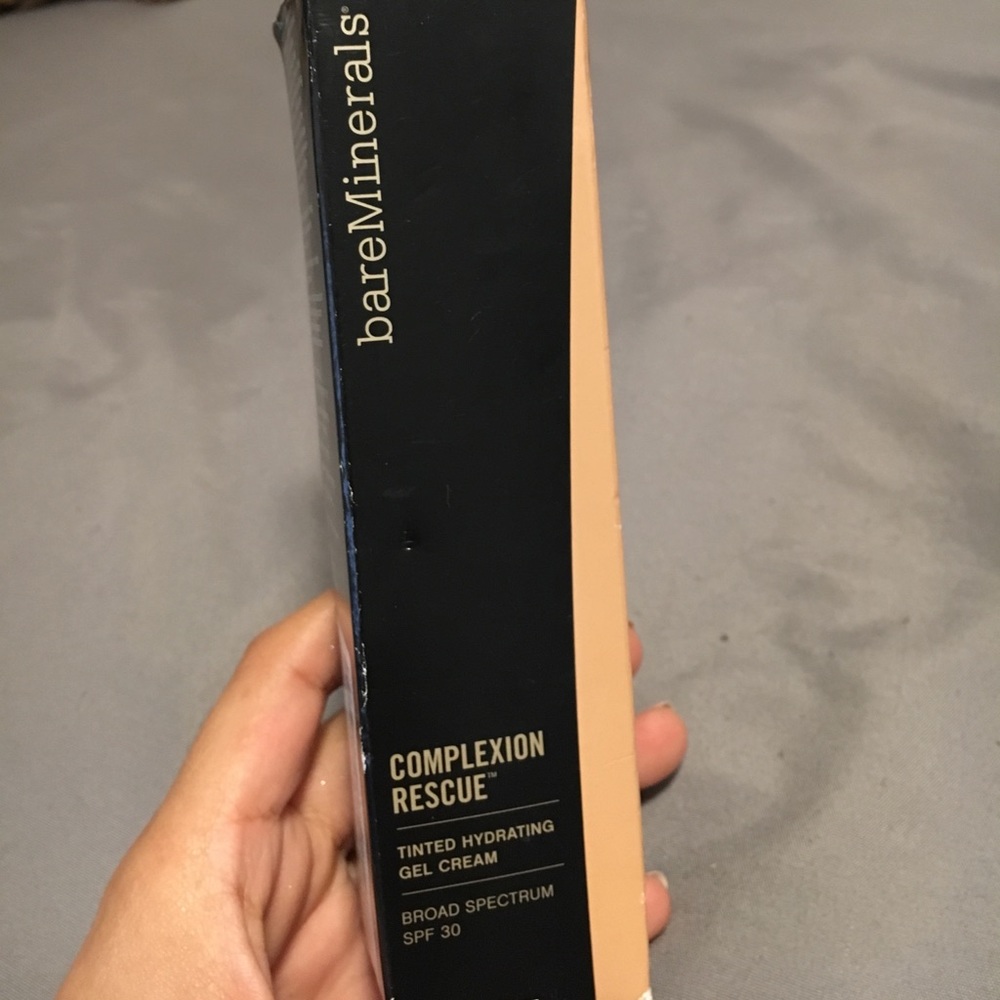 bareMinerals®
COMPLEXION
RESCUE™
TINTED HYDRATING
GEL CREAM
BROAD SPECTRUM
SPF 30